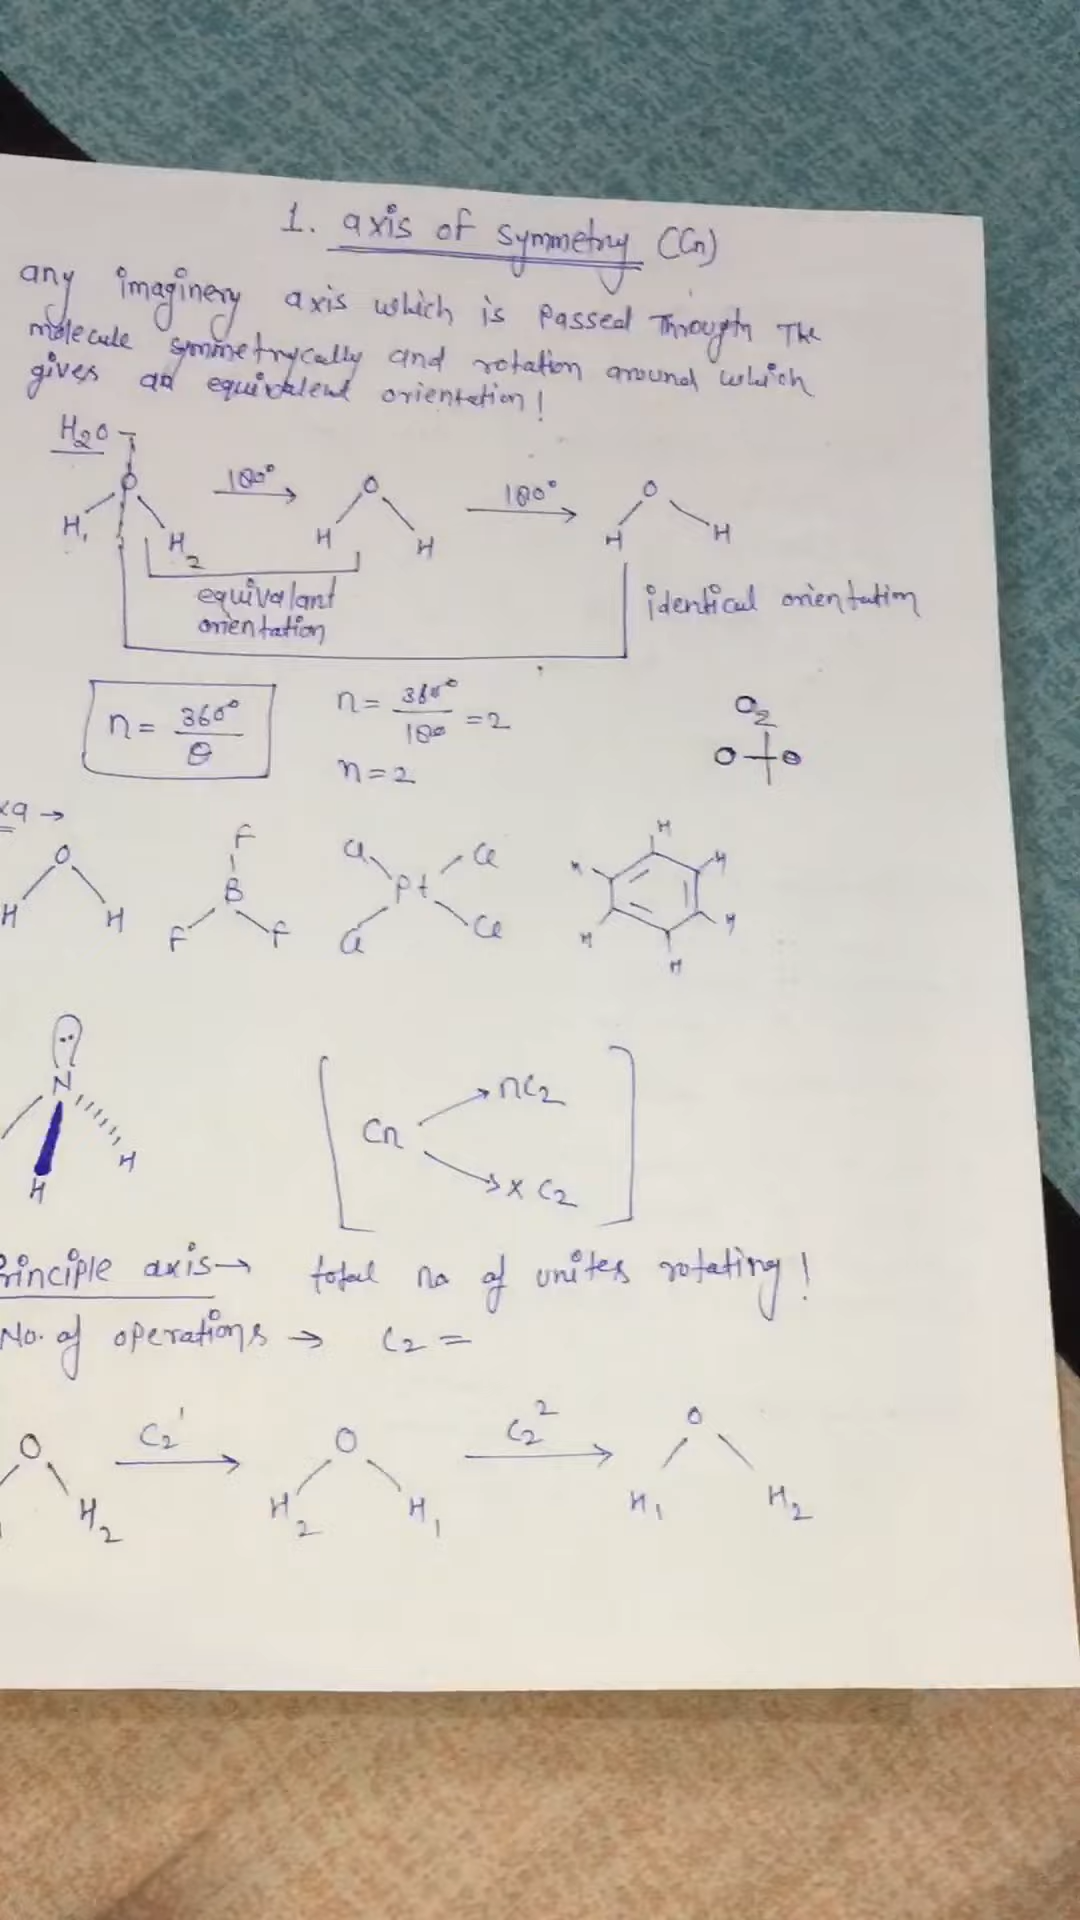 1. axis of symmetry (Cn)
any imaginery axis which is passed through The
molecule symmetrycally and rotation around which
gives an equivalent orientation!
H2O
O 180° O 180° O
H1 H2 H H H H
equivalant
orientation
identical orientation
n = 360°/θ n = 360°/180 = 2
n = 2
O2
O O
xa →
O F Cl Cl H H H
H H B Pt H H H
F F Cl Cl
N
H H
Cn → nC2
→ x C2
rinciple axis → total no of unites rotating!
No. of operations → C2 =
O C2^1 O C2^2 O
H2 H2 H1 H1 H2